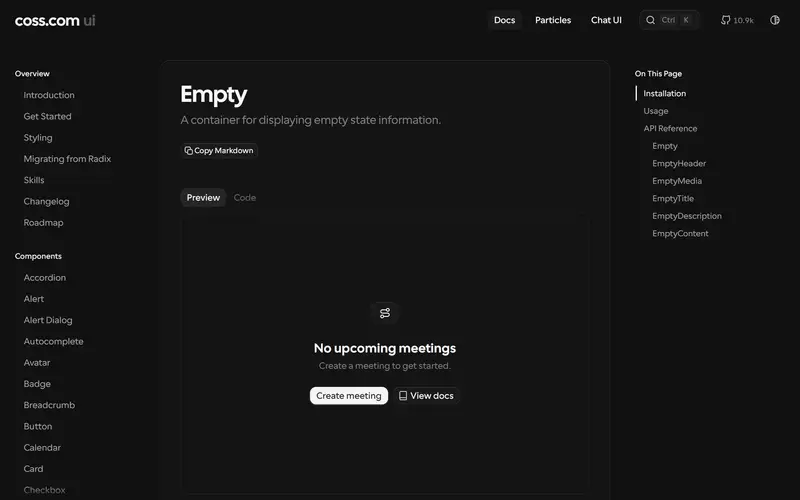 coss.com ui
Docs
Particles
Chat UI
Ctrl K
10.9k
Overview
Introduction
Get Started
Styling
Migrating from Radix
Skills
Changelog
Roadmap
Components
Accordion
Alert
Alert Dialog
Autocomplete
Avatar
Badge
Breadcrumb
Button
Calendar
Card
Checkbox
Empty
A container for displaying empty state information.
Copy Markdown
Preview
Code
No upcoming meetings
Create a meeting to get started.
Create meeting
View docs
On This Page
Installation
Usage
API Reference
Empty
EmptyHeader
EmptyMedia
EmptyTitle
EmptyDescription
EmptyContent